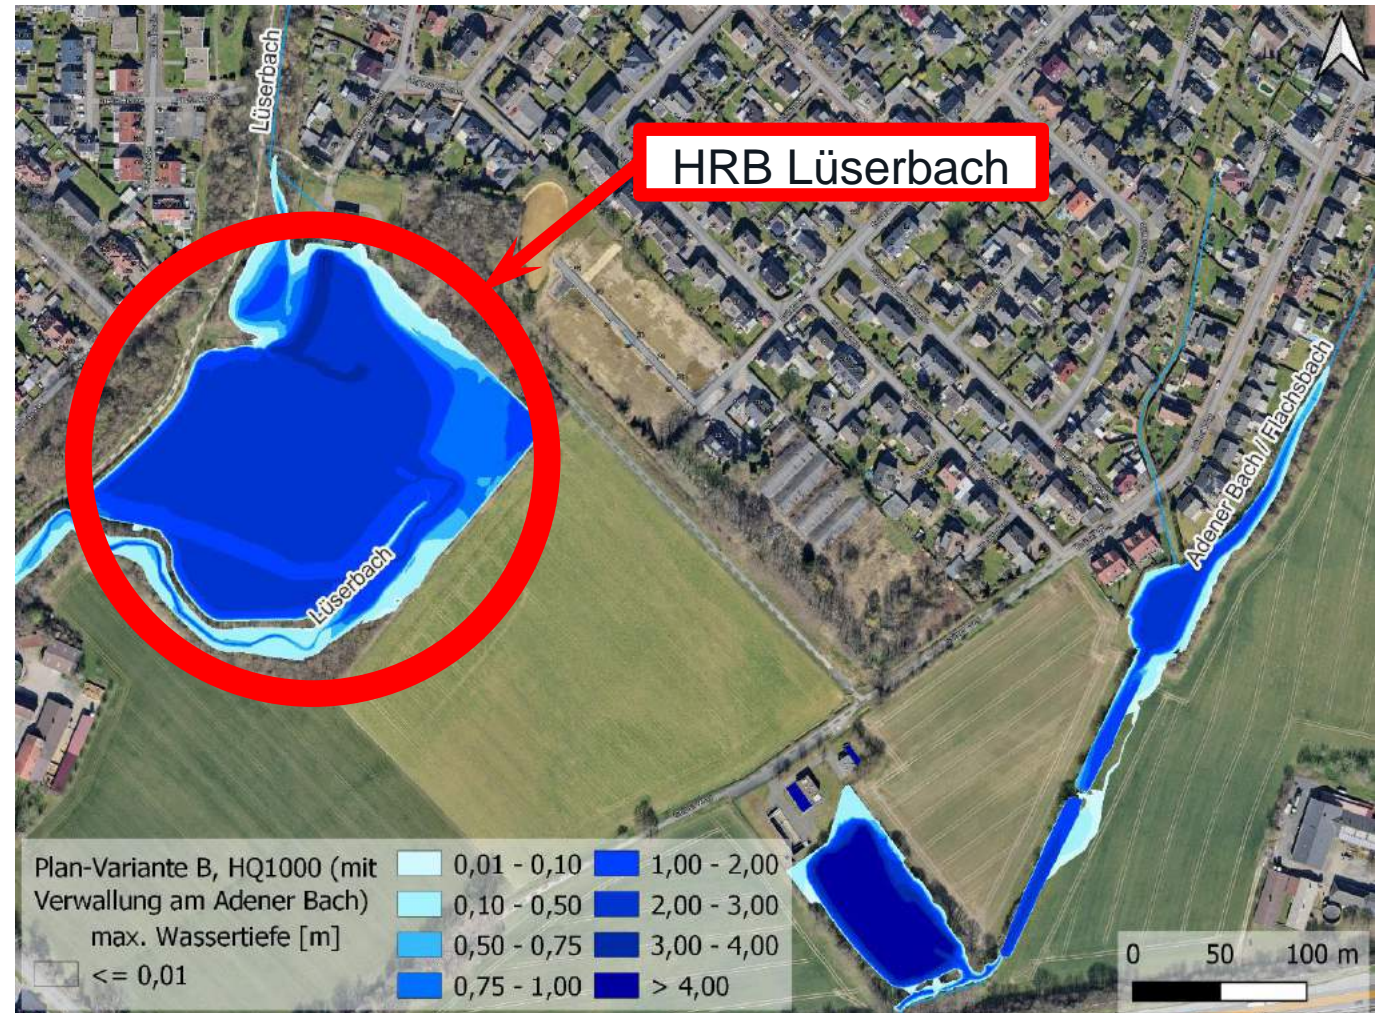 Lüserbach
HRB Lüserbach
Adener Bach / Flachsbach
Lüserbach
Plan-Variante B, HQ1000 (mit
Verwallung am Adener Bach)
max. Wassertiefe [m]
<= 0,01
0,01 - 0,10
0,10 - 0,50
0,50 - 0,75
0,75 - 1,00
1,00 - 2,00
2,00 - 3,00
3,00 - 4,00
> 4,00
0 50 100 m